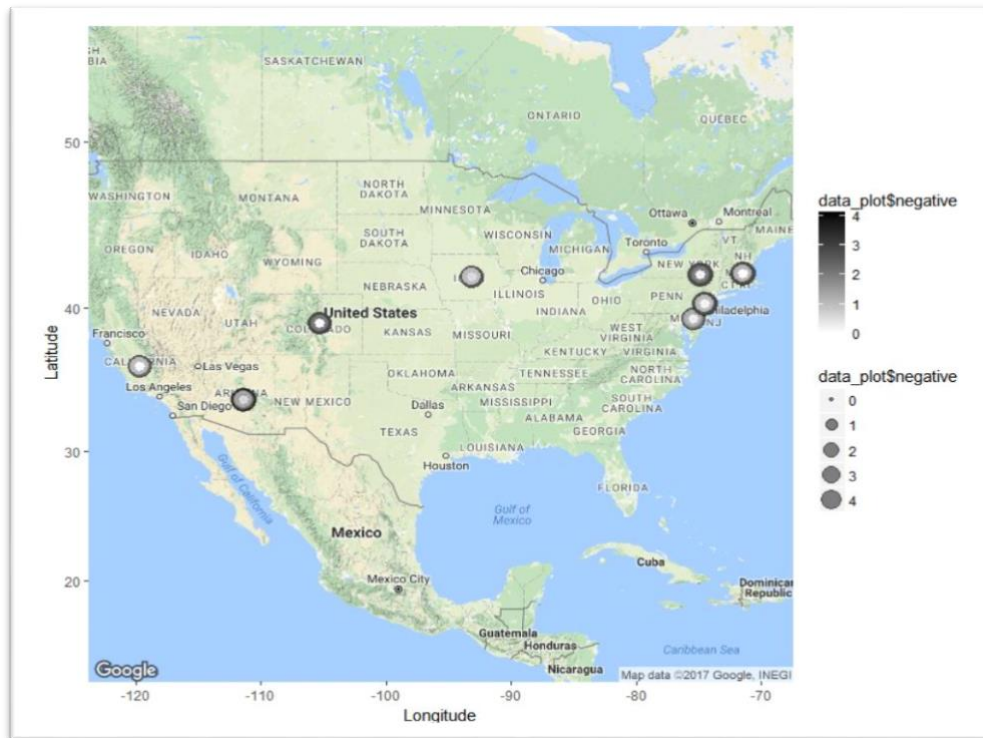 SASKATCHEWAN
ONTARIO
QUEBEC
50
WASHINGTON
MONTANA
NORTH
DAKOTA
MINNESOTA
Ottawa
Montreal
MAINE
OREGON
IDAHO
SOUTH
DAKOTA
WISCONSIN
MICHIGAN
Toronto
VT
NH
WYOMING
NEW YORK
Chicago
NEBRASKA
ILLINOIS
OHIO
PENN
40
NEVADA
UTAH
United States
INDIANA
NJ
Francisco
KANSAS
MISSOURI
WEST
VIRGINIA
KENTUCKY
VIRGINIA
Las Vegas
OKLAHOMA
TENNESSEE
NORTH
CAROLINA
Los Angeles
ARKANSAS
San Diego
NEW MEXICO
Dallas
MISSISSIPPI
SOUTH
CAROLINA
ALABAMA
TEXAS
GEORGIA
30
LOUISIANA
Houston
Gulf of
California
FLORIDA
Gulf of
Mexico
Mexico
Cuba
20
Mexico City
Guatemala
Honduras
Caribbean Sea
Nicaragua
Google
Map data ©2017 Google, INEGI
-120
-110
-100
-90
-80
-70
Longitude
Latitude
data_plot$negative
4
3
2
1
0
data_plot$negative
0
1
2
3
4